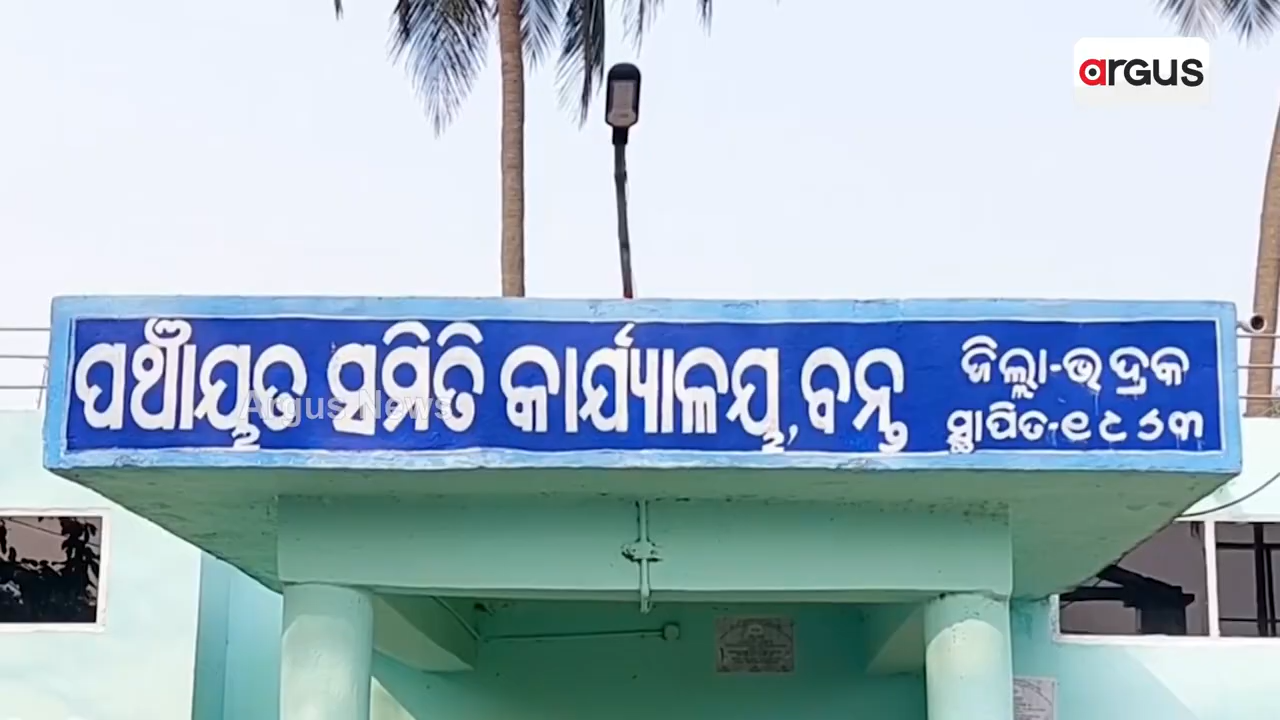 argus
ପଞ୍ଚାୟତ ସମିତି କାର୍ଯ୍ୟାଳୟ, ବନ୍ତ
ଜିଲ୍ଲା-ଭଦ୍ରକ
ସ୍ଥାପିତ-୧୯୬୩
Argus News